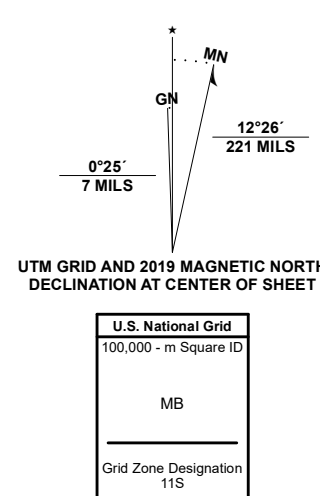 ★
MN
GN
12°26´
221 MILS
0°25´
7 MILS
UTM GRID AND 2019 MAGNETIC NORTH
DECLINATION AT CENTER OF SHEET
U.S. National Grid
100,000 - m Square ID
MB
Grid Zone Designation
11S